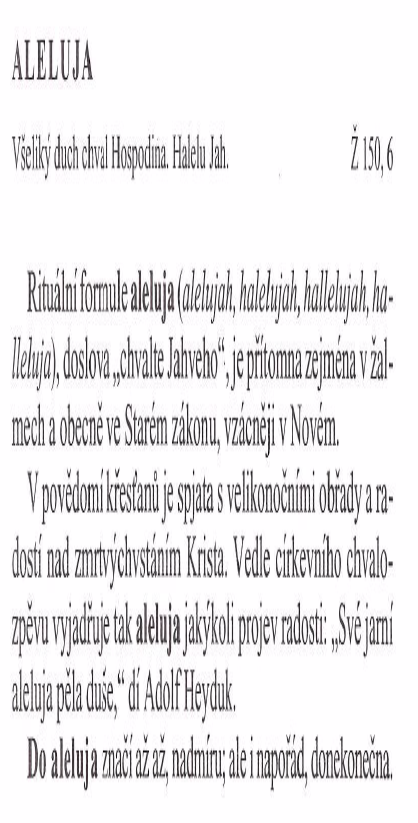 ALELUJA
Všeliký duch chval Hospodina. Halelu Jah. Ž 150, 6
Rituální formule aleluja (alelujah, halelujah, hallelujah, ha-
lleluja), doslova „chvalte Jahveho“, je přítomna zejména v žal-
mech a obecně ve Starém zákonu, vzácněji v Novém.
V povědomí křesťanů je spjata s velikonočními obřady a ra-
dostí nad zmrtvýchvstáním Krista. Vedle církevního chvalo-
zpěvu vyjadřuje tak aleluja jakýkoli projev radosti: „Své jarní
aleluja pěla duše,“ dí Adolf Heyduk.
Do aleluja značí až až, nadmíru; ale i napořád, donekonečna.